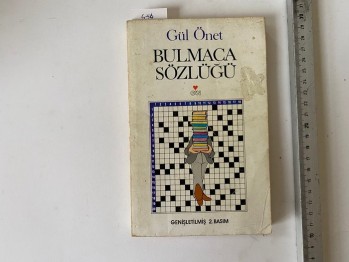 Gül Önet
BULMACA
SÖZLÜĞÜ
GENİŞLETİLMİŞ 2. BASIM